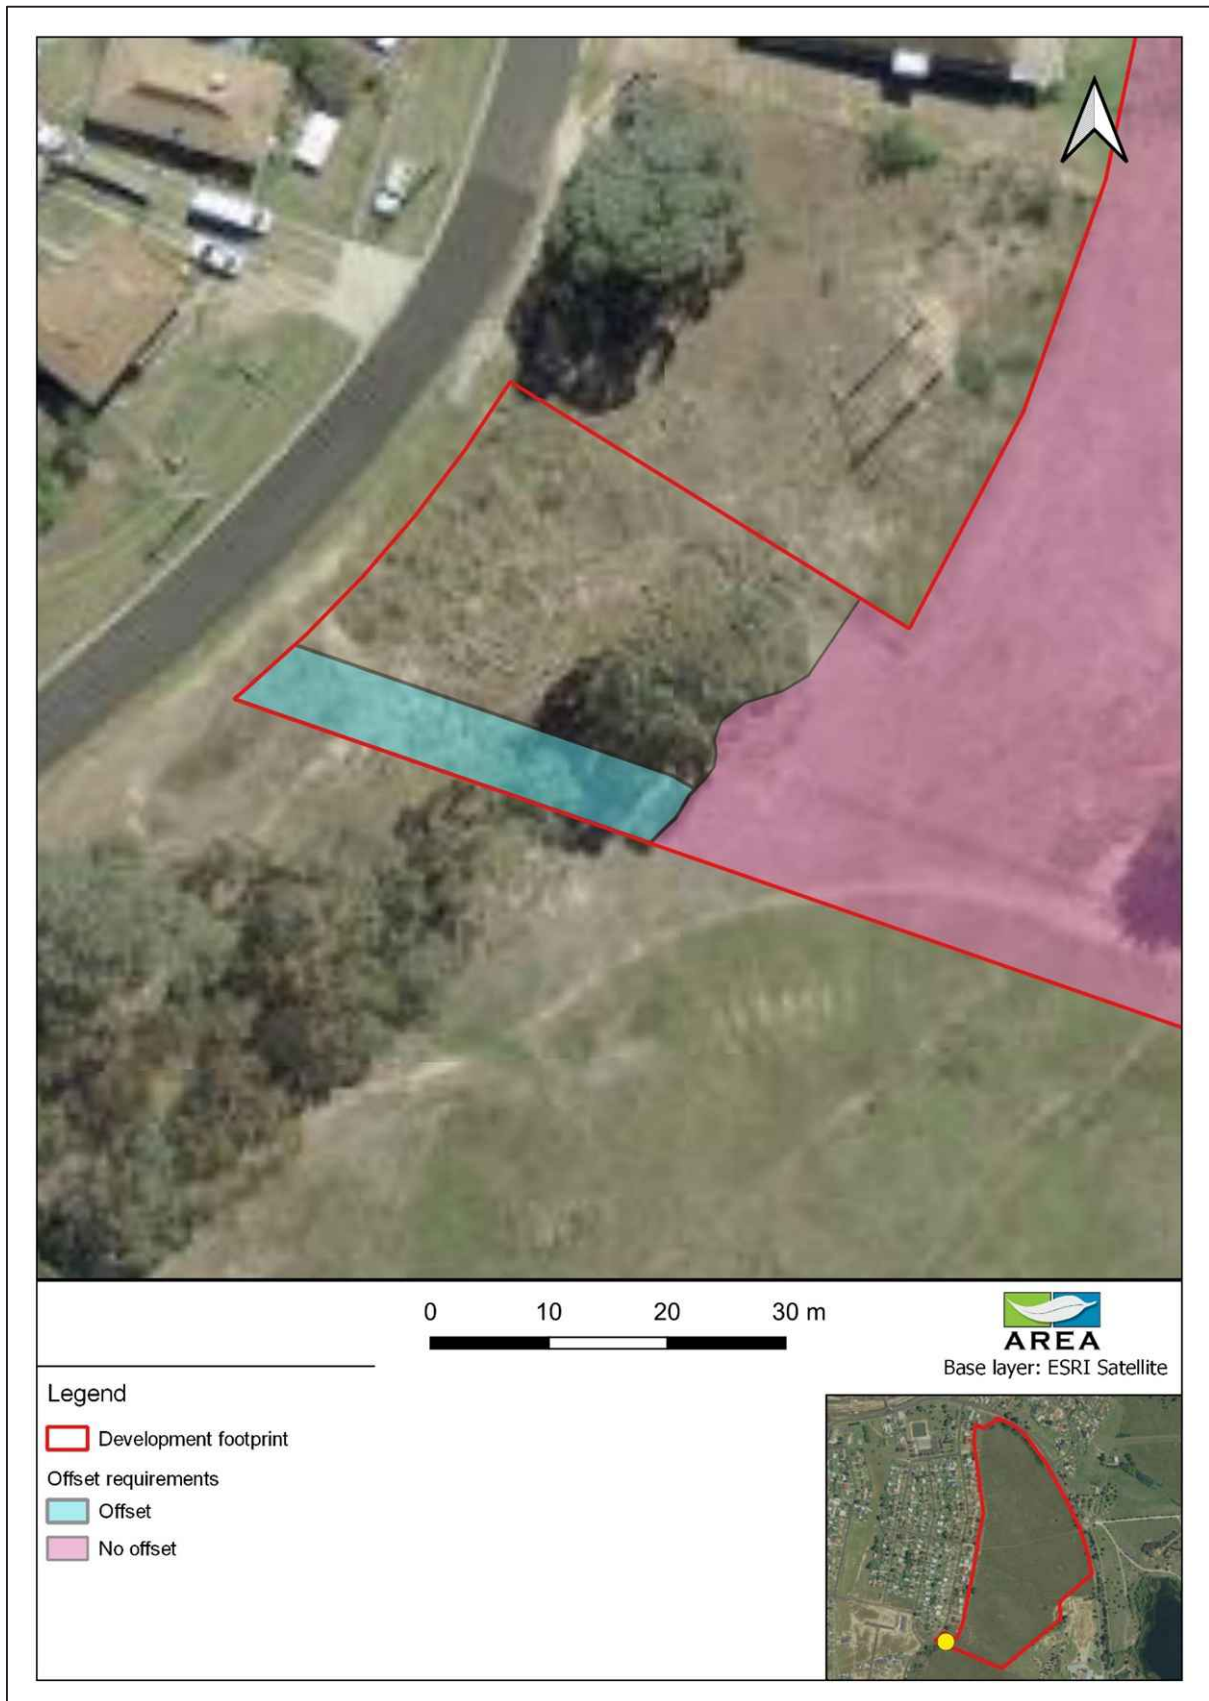 0 10 20 30 m
AREA
Base layer: ESRI Satellite
Legend
Development footprint
Offset requirements
Offset
No offset